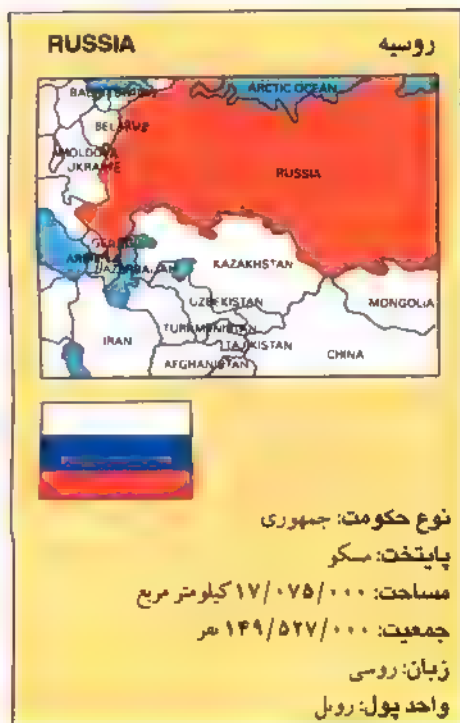 RUSSIA روسیه
ARCTIC OCEAN
BELARUS
MOLDOVA
UKRAINE
RUSSIA
KAZAKHSTAN
AZERBAIJAN
UZBEKISTAN
MONGOLIA
TURKMENISTAN
IRAN
TAJIKISTAN
CHINA
AFGHANISTAN
نوع حکومت: جمهوری
پایتخت: مسکو
مساحت: ۱۷/۰۷۵/۰۰۰ کیلومتر مربع
جمعیت: ۱۴۹/۵۲۷/۰۰۰ نفر
زبان: روسی
واحد پول: روبل